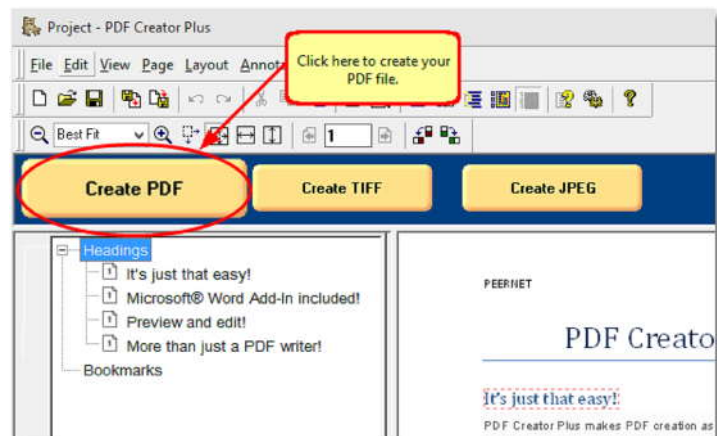 Project - PDF Creator Plus
File Edit View Page Layout
Click here to create your
PDF file.
Best Fit
1
Create PDF
Create TIFF
Create JPEG
Headings
It's just that easy!
Microsoft® Word Add-In included!
Preview and edit!
More than just a PDF writer!
Bookmarks
PEERNET
PDF Creato
It's just that easy!
PDF Creator Plus makes PDF creation as